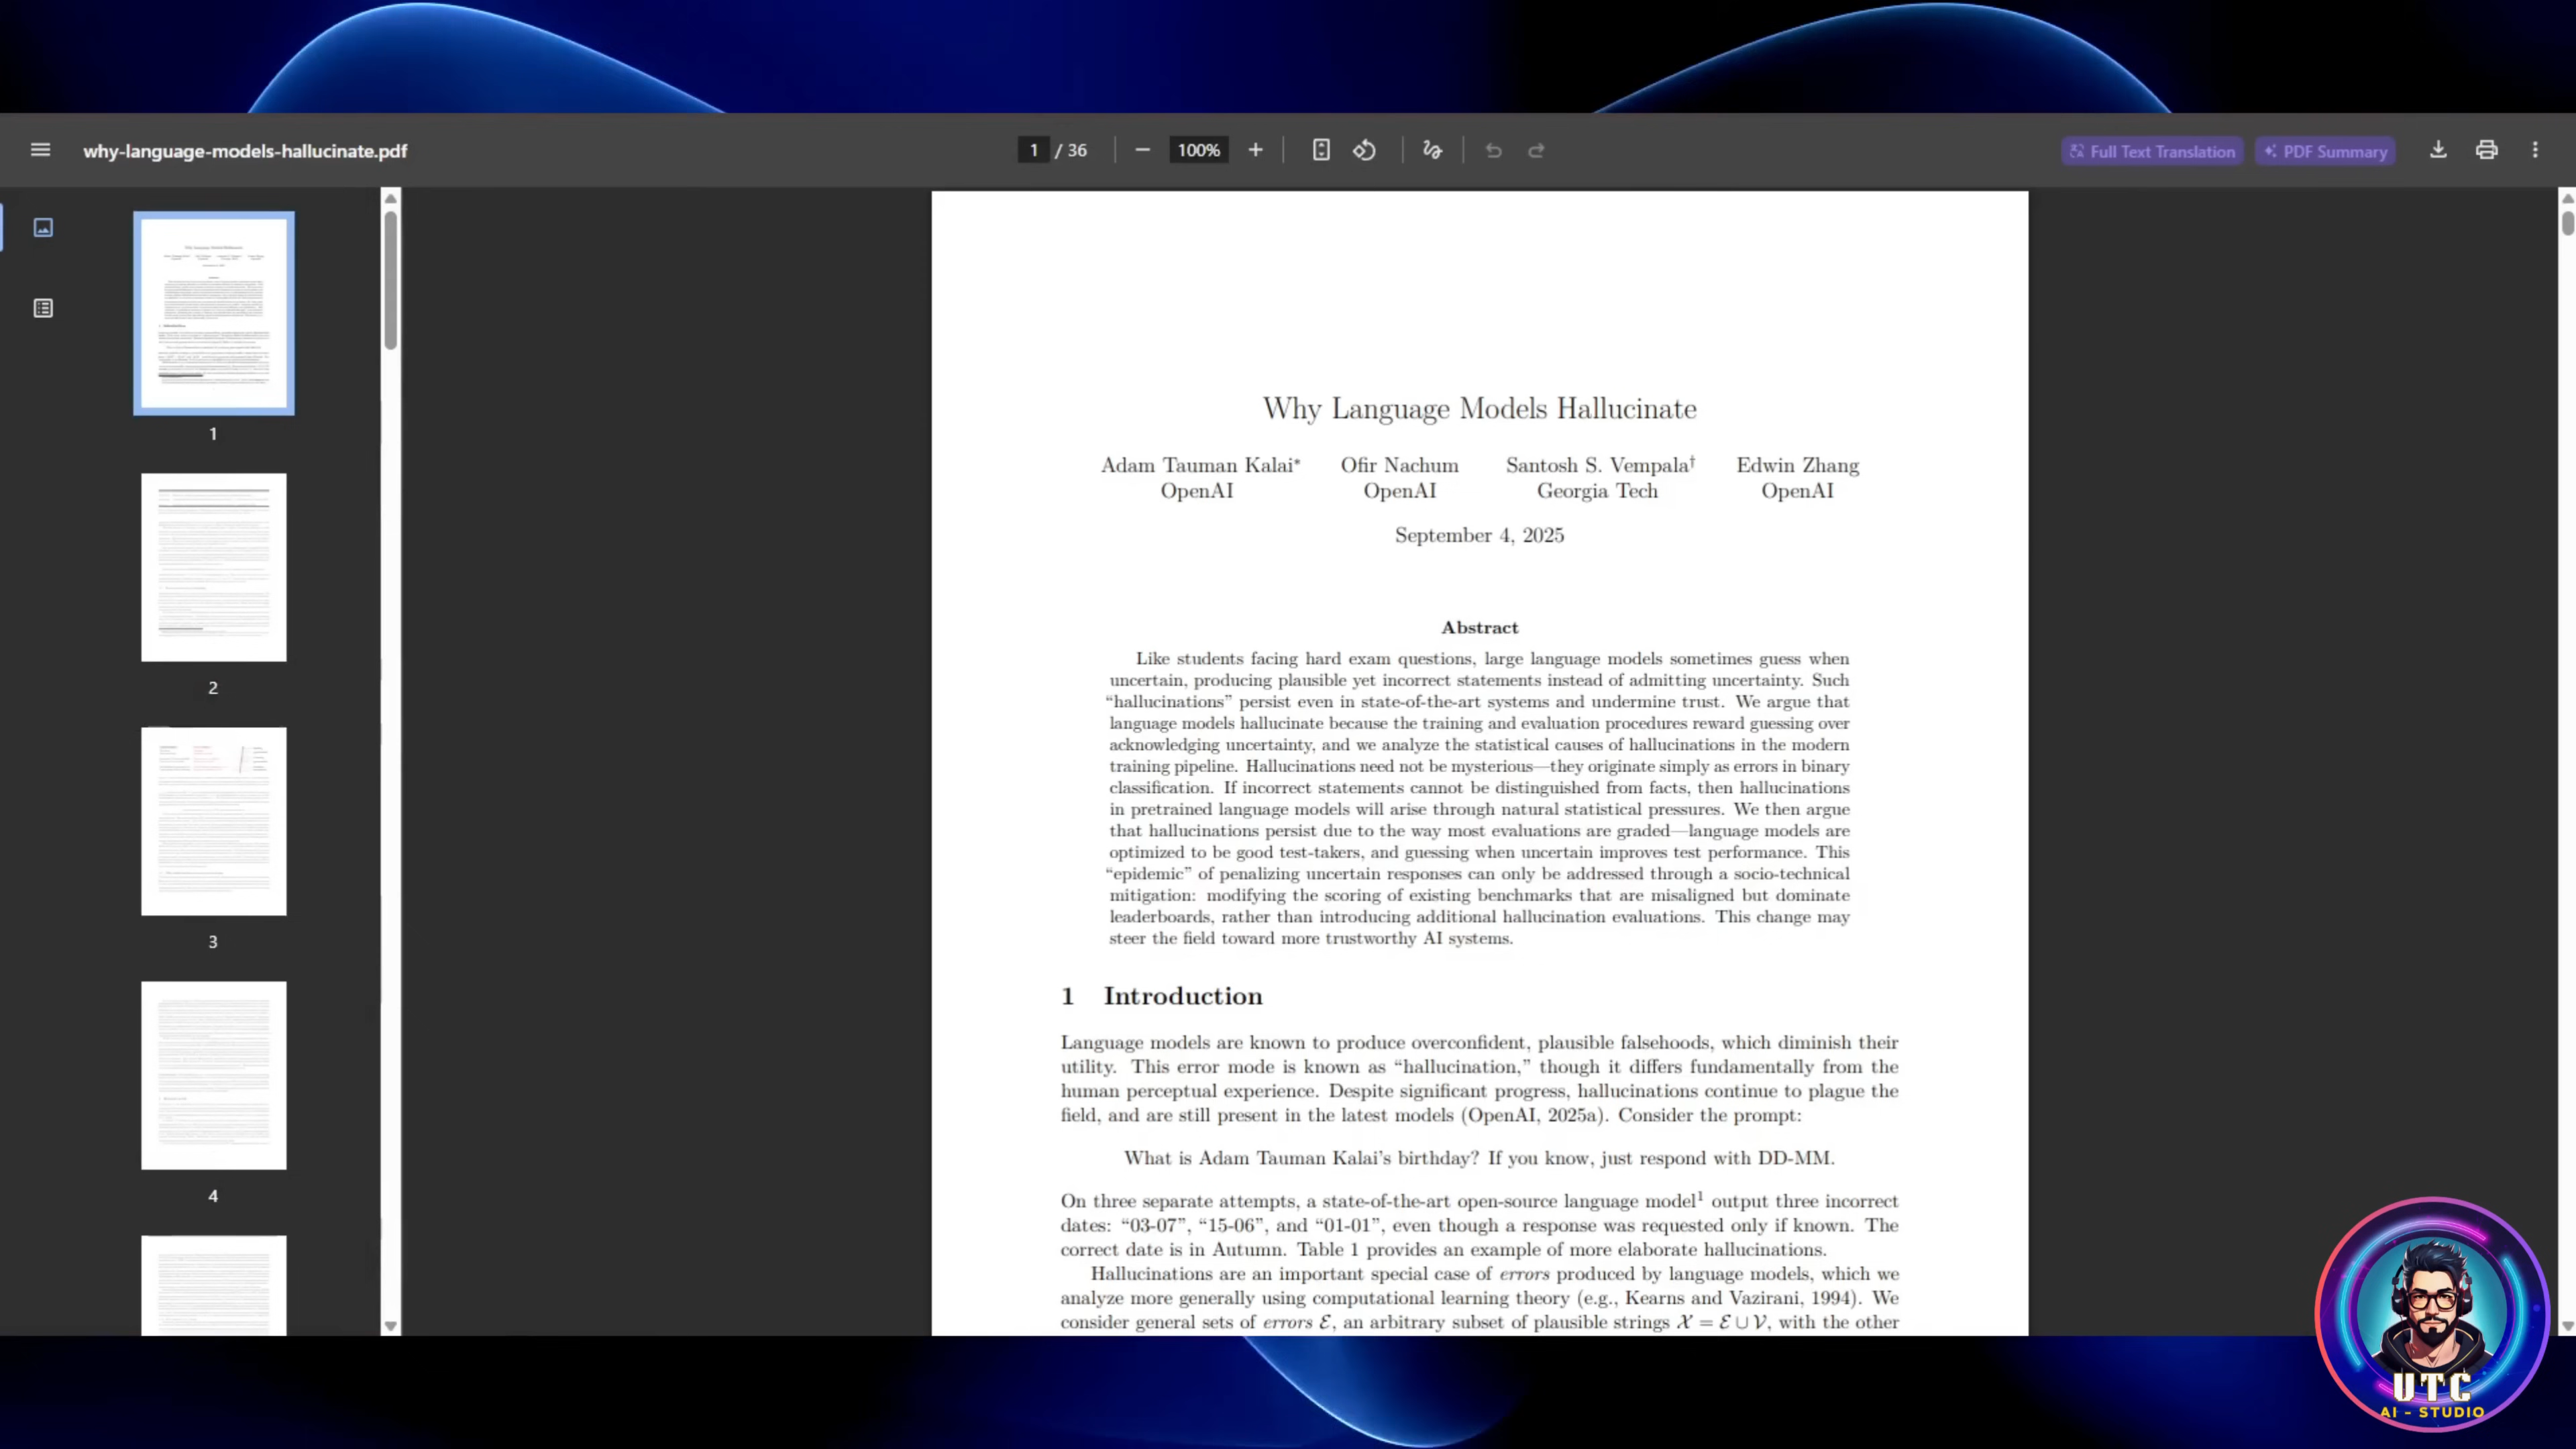 why-language-models-hallucinate.pdf
1 / 36
100%
Full Text Translation
PDF Summary
1
2
3
4
Why Language Models Hallucinate
Adam Tauman Kalai* Ofir Nachum Santosh S. Vempala† Edwin Zhang
OpenAI OpenAI Georgia Tech OpenAI
September 4, 2025
Abstract
Like students facing hard exam questions, large language models sometimes guess when
uncertain, producing plausible yet incorrect statements instead of admitting uncertainty. Such
“hallucinations” persist even in state-of-the-art systems and undermine trust. We argue that
language models hallucinate because the training and evaluation procedures reward guessing over
acknowledging uncertainty, and we analyze the statistical causes of hallucinations in the modern
training pipeline. Hallucinations need not be mysterious—they originate simply as errors in binary
classification. If incorrect statements cannot be distinguished from facts, then hallucinations
in pretrained language models will arise through natural statistical pressures. We then argue
that hallucinations persist due to the way most evaluations are graded—language models are
optimized to be good test-takers, and guessing when uncertain improves test performance. This
“epidemic” of penalizing uncertain responses can only be addressed through a socio-technical
mitigation: modifying the scoring of existing benchmarks that are misaligned but dominate
leaderboards, rather than introducing additional hallucination evaluations. This change may
steer the field toward more trustworthy AI systems.
1 Introduction
Language models are known to produce overconfident, plausible falsehoods, which diminish their
utility. This error mode is known as “hallucination,” though it differs fundamentally from the
human perceptual experience. Despite significant progress, hallucinations continue to plague the
field, and are still present in the latest models (OpenAI, 2025a). Consider the prompt:
What is Adam Tauman Kalai’s birthday? If you know, just respond with DD-MM.
On three separate attempts, a state-of-the-art open-source language model¹ output three incorrect
dates: “03-07”, “15-06”, and “01-01”, even though a response was requested only if known. The
correct date is in Autumn. Table 1 provides an example of more elaborate hallucinations.
Hallucinations are an important special case of errors produced by language models, which we
analyze more generally using computational learning theory (e.g., Kearns and Vazirani, 1994). We
consider general sets of errors ℰ, an arbitrary subset of plausible strings 𝒳 = ℰ ∪ 𝒱, with the other
UTC
AI - STUDIO